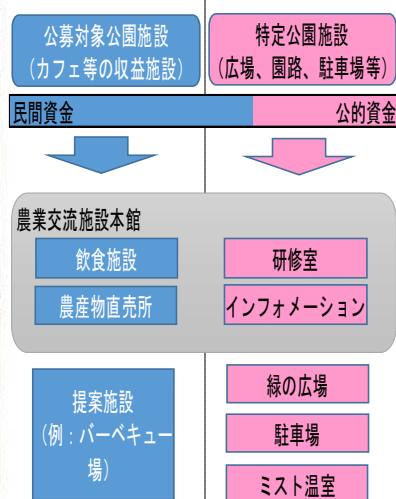 公募対象公園施設
（カフェ等の収益施設）
特定公園施設
（広場、園路、駐車場等）
民間資金
公的資金
農業交流施設本館
飲食施設
研修室
農産物直売所
インフォメーション
提案施設
（例：バーベキュー
場）
緑の広場
駐車場
ミスト温室